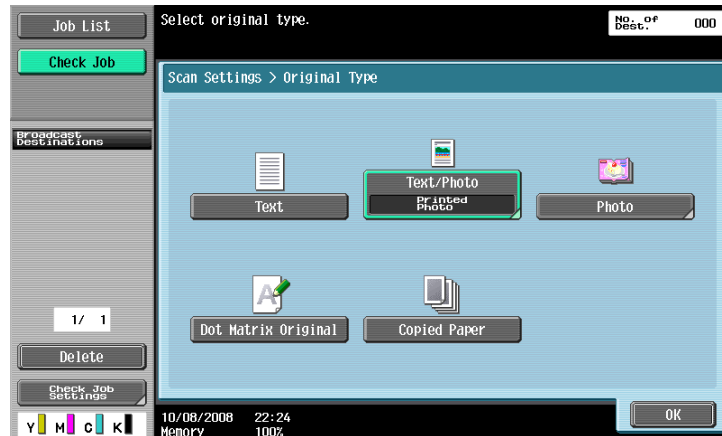 Job List
Check Job
Broadcast
Destinations
1/ 1
Delete
Check Job
Settings
Y M C K
Select original type.
No. of
Dest. 000
Scan Settings > Original Type
Text
Text/Photo
Printed
Photo
Photo
A
Dot Matrix Original
Copied Paper
10/08/2008 22:24
Memory 100%
OK